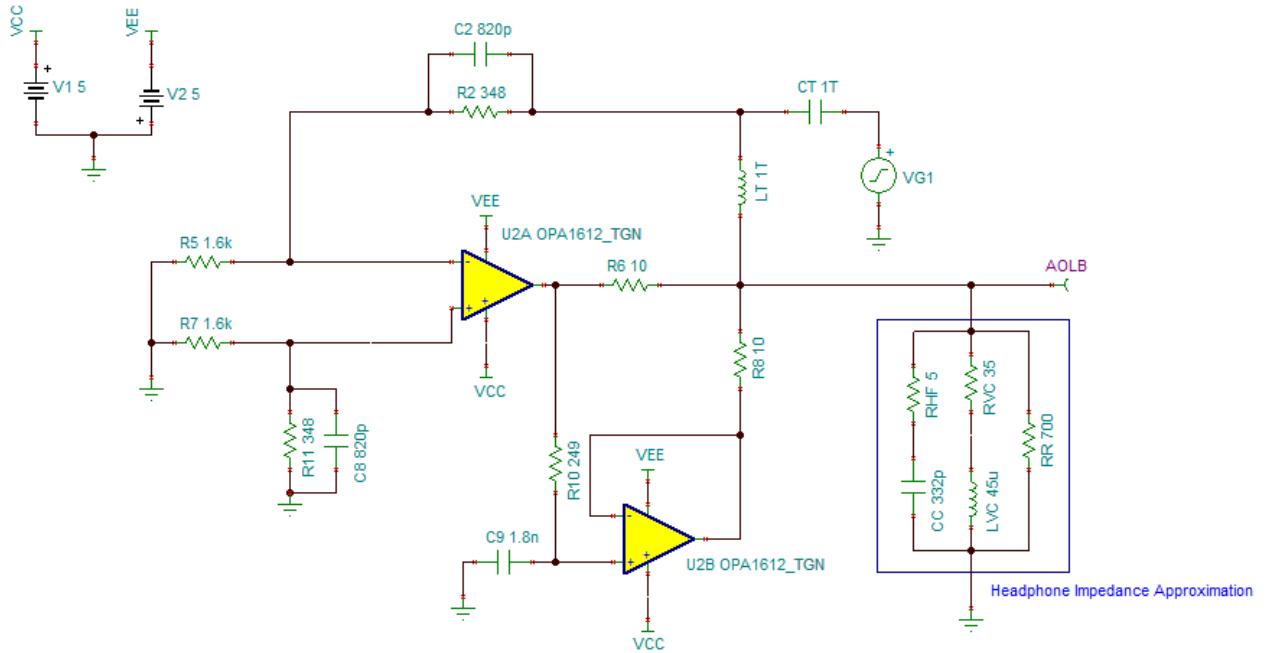 VCC
VEE
V1 5
V2 5
+
+
C2 820p
R2 348
CT 1T
+
VG1
LT 1T
VEE
U2A OPA1612_TGN
R5 1.6k
R6 10
AOLB
-
+
+
R7 1.6k
VCC
R8 10
R11 348
C8 820p
RHF 5
RVC 35
RR 700
R10 249
VEE
CC 332p
LVC 45u
-
C9 1.8n
+
+
U2B OPA1612_TGN
Headphone Impedance Approximation
VCC